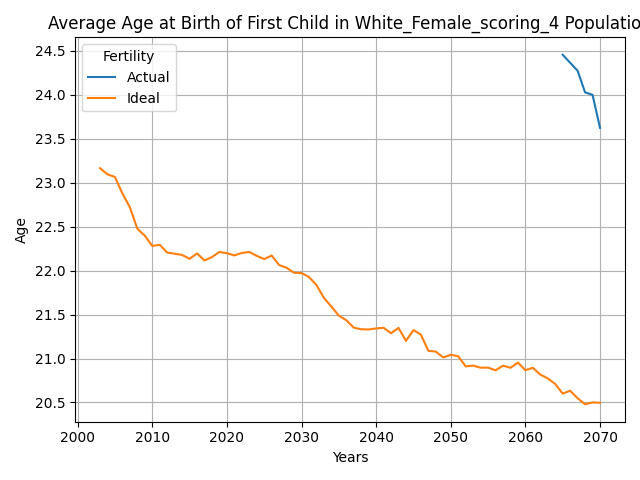 Average Age at Birth of First Child in White_Female_scoring_4 Populatio
Fertility
Actual
Ideal
24.5
24.0
23.5
23.0
22.5
22.0
21.5
21.0
20.5
Age
2000 2010 2020 2030 2040 2050 2060 2070
Years